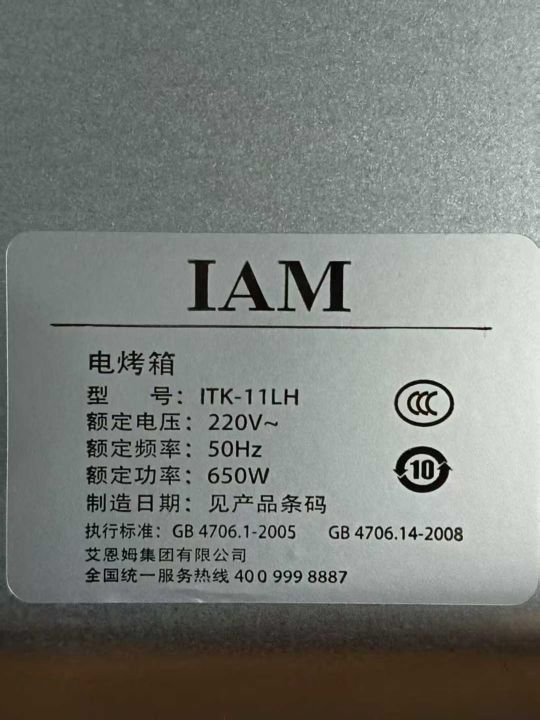 IAM
电烤箱
型 号：ITK-11LH
额定电压：220V~
额定频率：50Hz
额定功率：650W
制造日期：见产品条码
执行标准：GB 4706.1-2005 GB 4706.14-2008
艾恩姆集团有限公司
全国统一服务热线 400 999 8887
CCC
10